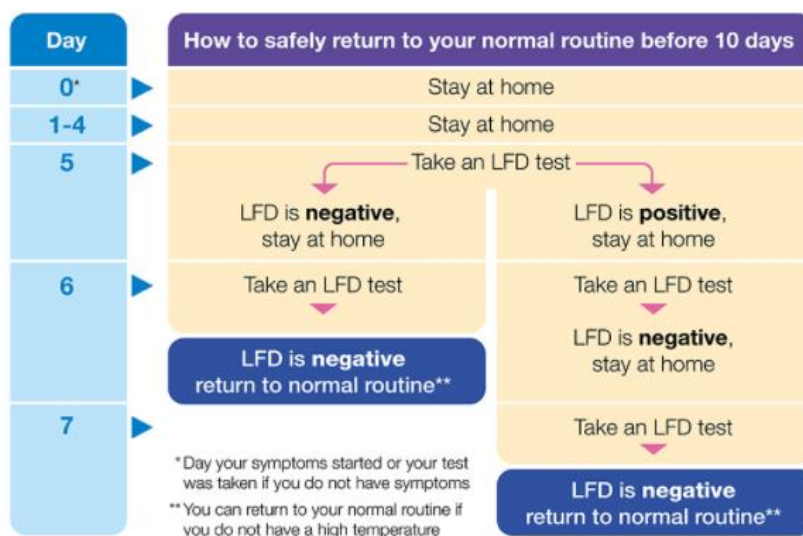 Day
How to safely return to your normal routine before 10 days
0*
Stay at home
1-4
Stay at home
5
Take an LFD test
LFD is negative,
stay at home
LFD is positive,
stay at home
6
Take an LFD test
LFD is negative
return to normal routine**
Take an LFD test
LFD is negative,
stay at home
7
Take an LFD test
LFD is negative
return to normal routine**
*Day your symptoms started or your test
was taken if you do not have symptoms
**You can return to your normal routine if
you do not have a high temperature